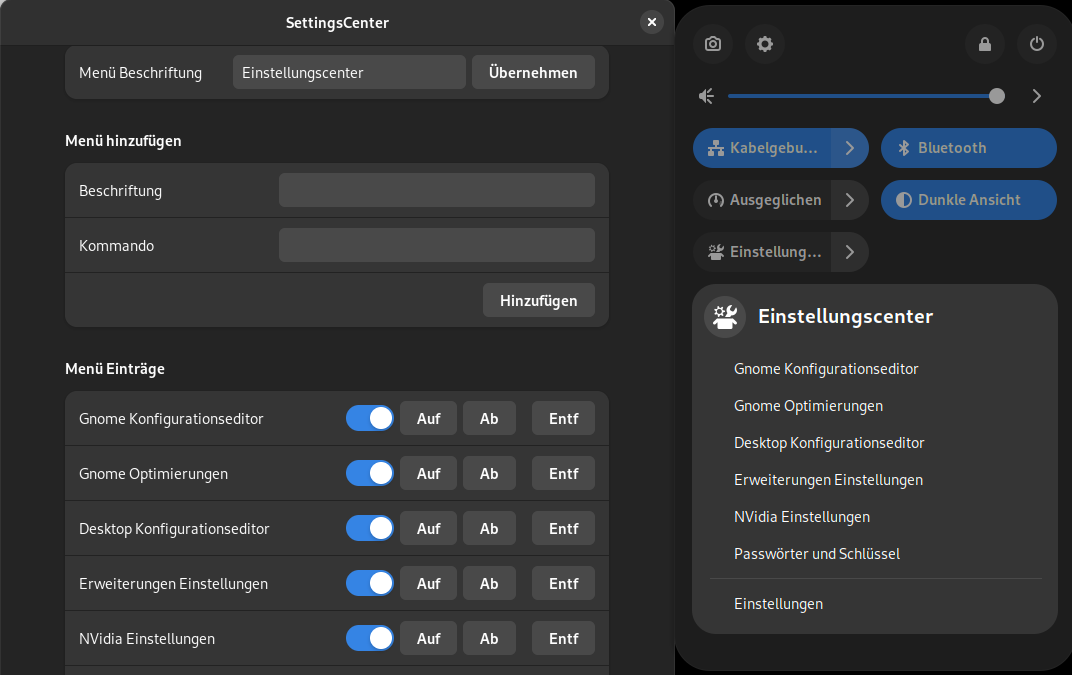 SettingsCenter
Menü Beschriftung
Einstellungscenter
Übernehmen
Menü hinzufügen
Beschriftung
Kommando
Hinzufügen
Menü Einträge
Gnome Konfigurationseditor Auf Ab Entf
Gnome Optimierungen Auf Ab Entf
Desktop Konfigurationseditor Auf Ab Entf
Erweiterungen Einstellungen Auf Ab Entf
NVidia Einstellungen Auf Ab Entf
Kabelgebu...
Bluetooth
Ausgeglichen
Dunkle Ansicht
Einstellung...
Einstellungscenter
Gnome Konfigurationseditor
Gnome Optimierungen
Desktop Konfigurationseditor
Erweiterungen Einstellungen
NVidia Einstellungen
Passwörter und Schlüssel
Einstellungen